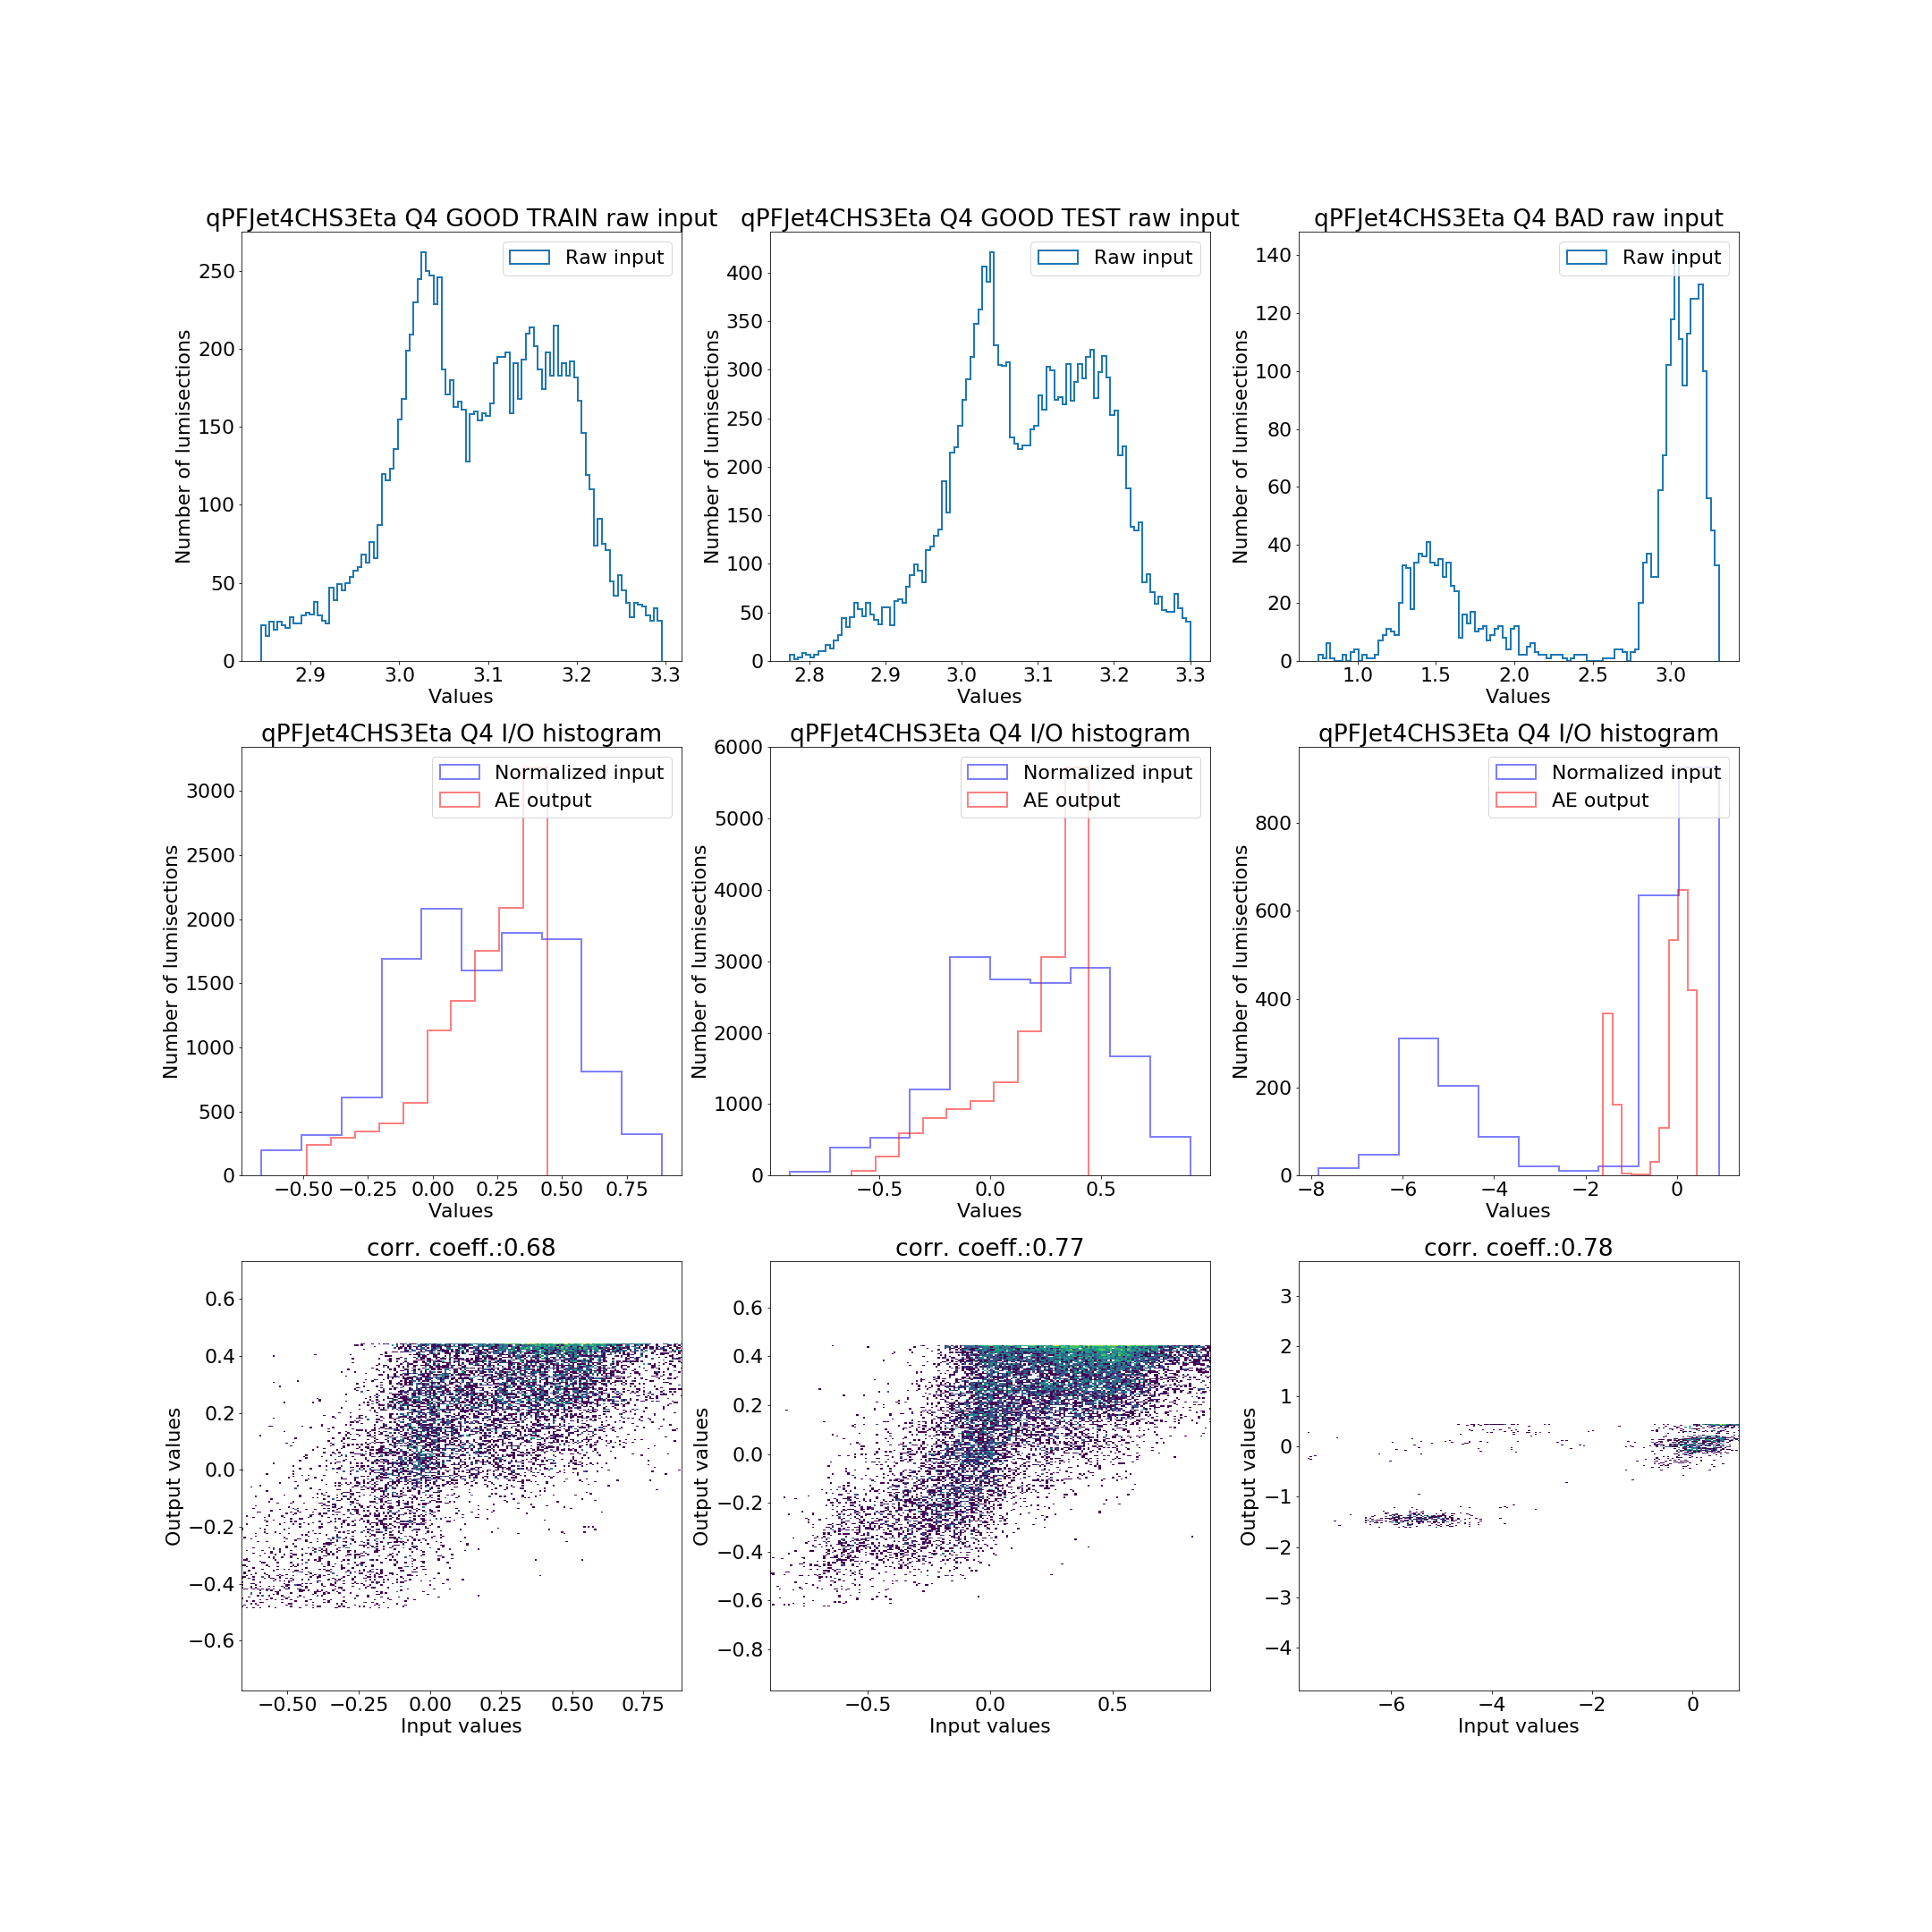 qPFJet4CHS3Eta Q4 GOOD TRAIN raw input
Raw input
250
200
150
100
50
0
Number of lumisections
2.9 3.0 3.1 3.2 3.3
Values
qPFJet4CHS3Eta Q4 GOOD TEST raw input
Raw input
400
350
300
250
200
150
100
50
0
Number of lumisections
2.8 2.9 3.0 3.1 3.2 3.3
Values
qPFJet4CHS3Eta Q4 BAD raw input
Raw input
140
120
100
80
60
40
20
0
Number of lumisections
1.0 1.5 2.0 2.5 3.0
Values
qPFJet4CHS3Eta Q4 I/O histogram
Normalized input
AE output
3000
2500
2000
1500
1000
500
0
Number of lumisections
−0.50 −0.25 0.00 0.25 0.50 0.75
Values
qPFJet4CHS3Eta Q4 I/O histogram
Normalized input
AE output
6000
5000
4000
3000
2000
1000
0
Number of lumisections
−0.5 0.0 0.5
Values
qPFJet4CHS3Eta Q4 I/O histogram
Normalized input
AE output
800
600
400
200
0
Number of lumisections
−8 −6 −4 −2 0
Values
corr. coeff.:0.68
0.6
0.4
0.2
0.0
−0.2
−0.4
−0.6
Output values
−0.50 −0.25 0.00 0.25 0.50 0.75
Input values
corr. coeff.:0.77
0.6
0.4
0.2
0.0
−0.2
−0.4
−0.6
−0.8
Output values
−0.5 0.0 0.5
Input values
corr. coeff.:0.78
3
2
1
0
−1
−2
−3
−4
Output values
−6 −4 −2 0
Input values